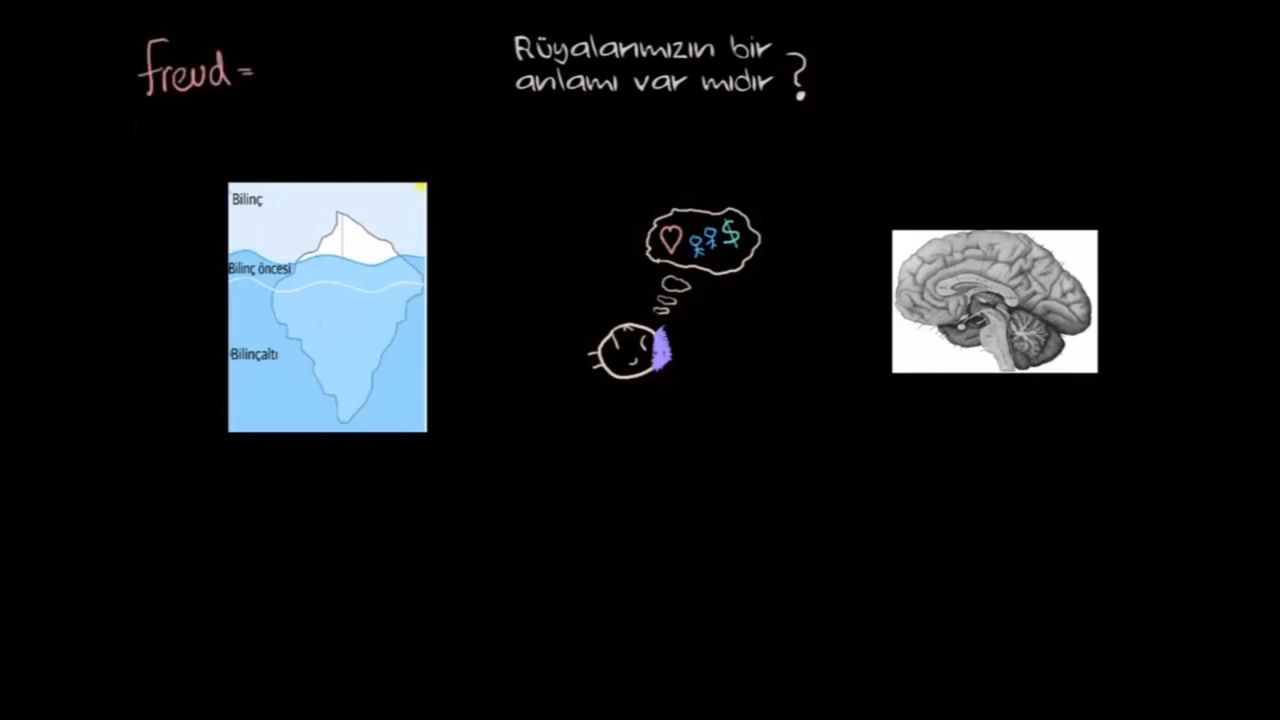 Freud =
Rüyalarımızın bir
anlamı var mıdır ?
Bilinç
Bilinç öncesi
Bilinçaltı
$